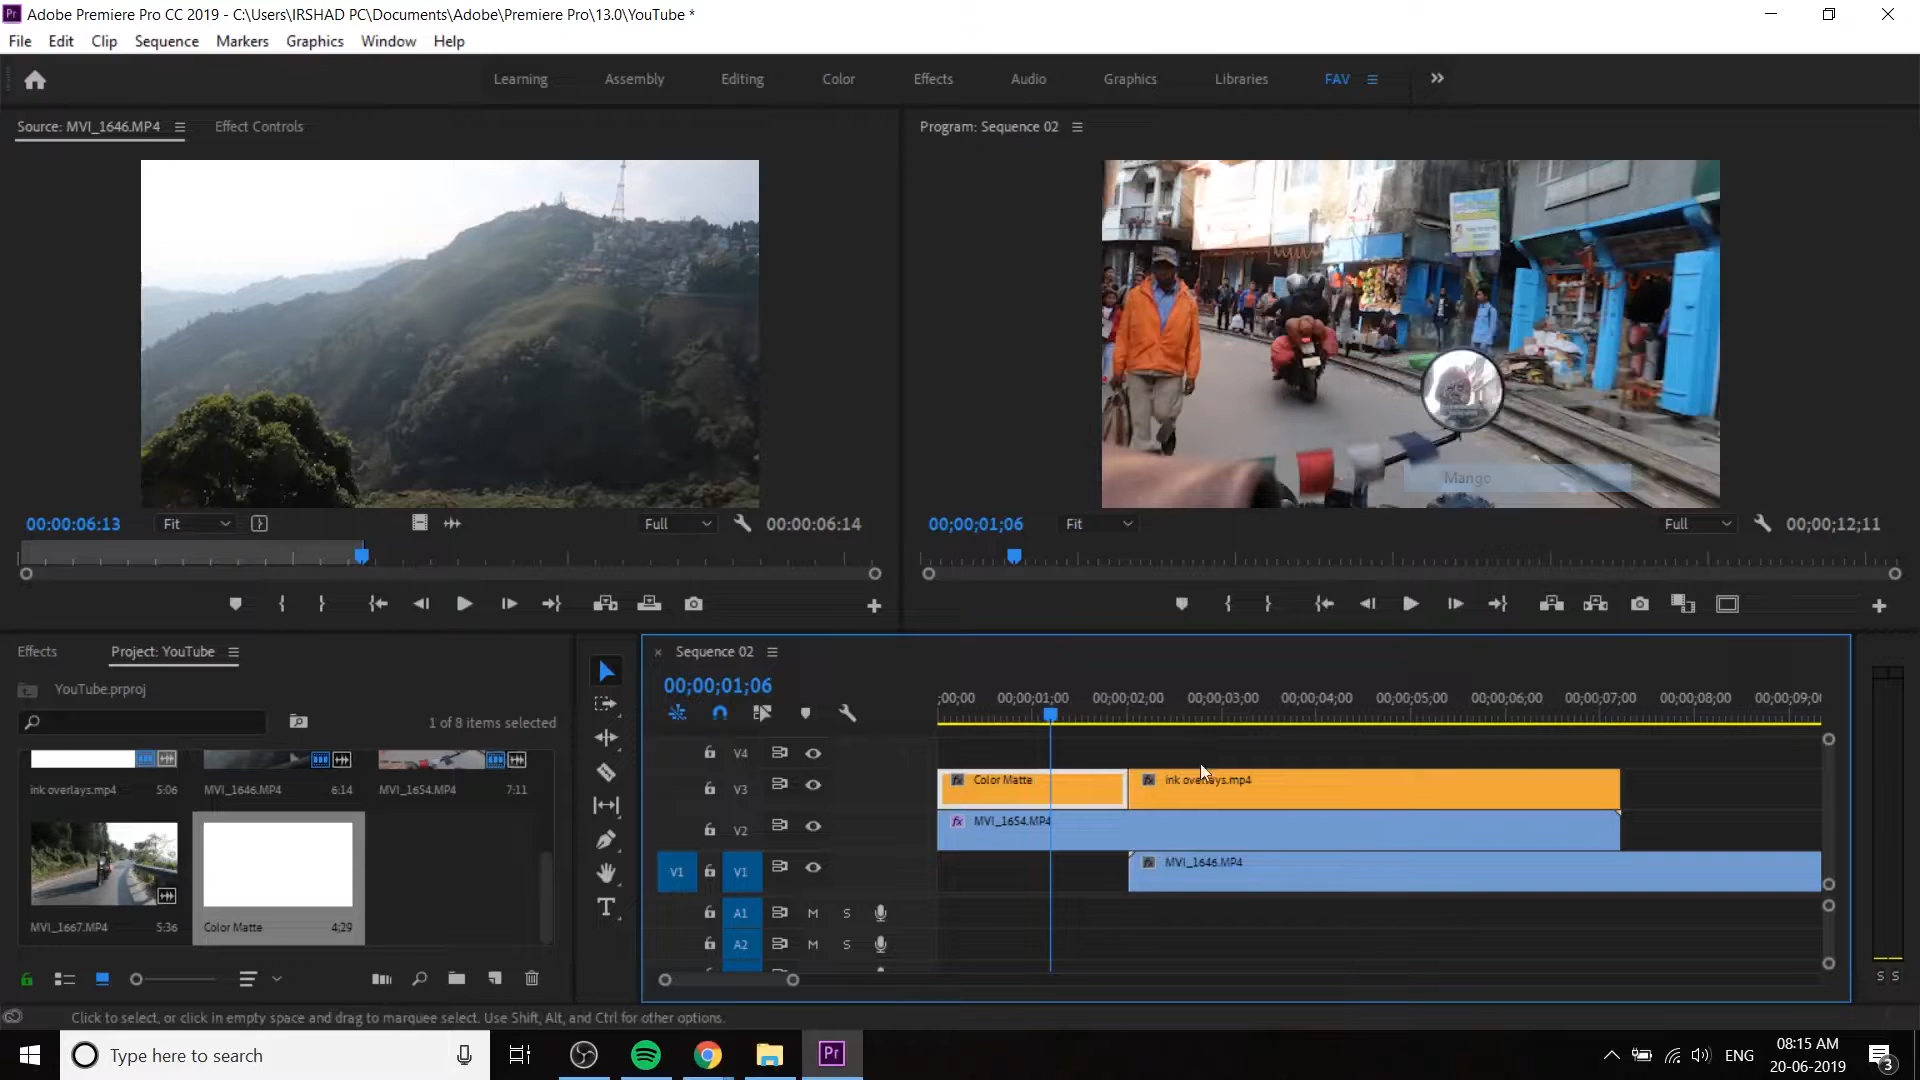 Adobe Premiere Pro CC 2019 - C:\Users\IRSHAD PC\Documents\Adobe\Premiere Pro\13.0\YouTube *
File Edit Clip Sequence Markers Graphics Window Help
Learning Assembly Editing Color Effects Audio Graphics Libraries FAV
Source: MVI_1646.MP4 Effect Controls
Program: Sequence 02
Mango
00:00:06:13 Fit Full 00:00:06:14
00;00;01;06 Fit Full 00;00;12;11
Effects Project: YouTube
YouTube.prproj
1 of 8 items selected
ink overlays.mp4 5:06 MVI_1646.MP4 6:14 MVI_1654.MP4 7:11
MVI_1667.MP4 5:36 Color Matte 4;29
Sequence 02
00;00;01;06
;00;00 00;00;01;00 00;00;02;00 00;00;03;00 00;00;04;00 00;00;05;00 00;00;06;00 00;00;07;00 00;00;08;00 00;00;09;0
V4
V3 Color Matte ink overlays.mp4
V2 MVI_1654.MP4
V1 V1 MVI_1646.MP4
A1 M S
A2 M S
S S
Click to select, or click in empty space and drag to marquee select. Use Shift, Alt, and Ctrl for other options.
Type here to search
Pr
ENG
08:15 AM
20-06-2019
3